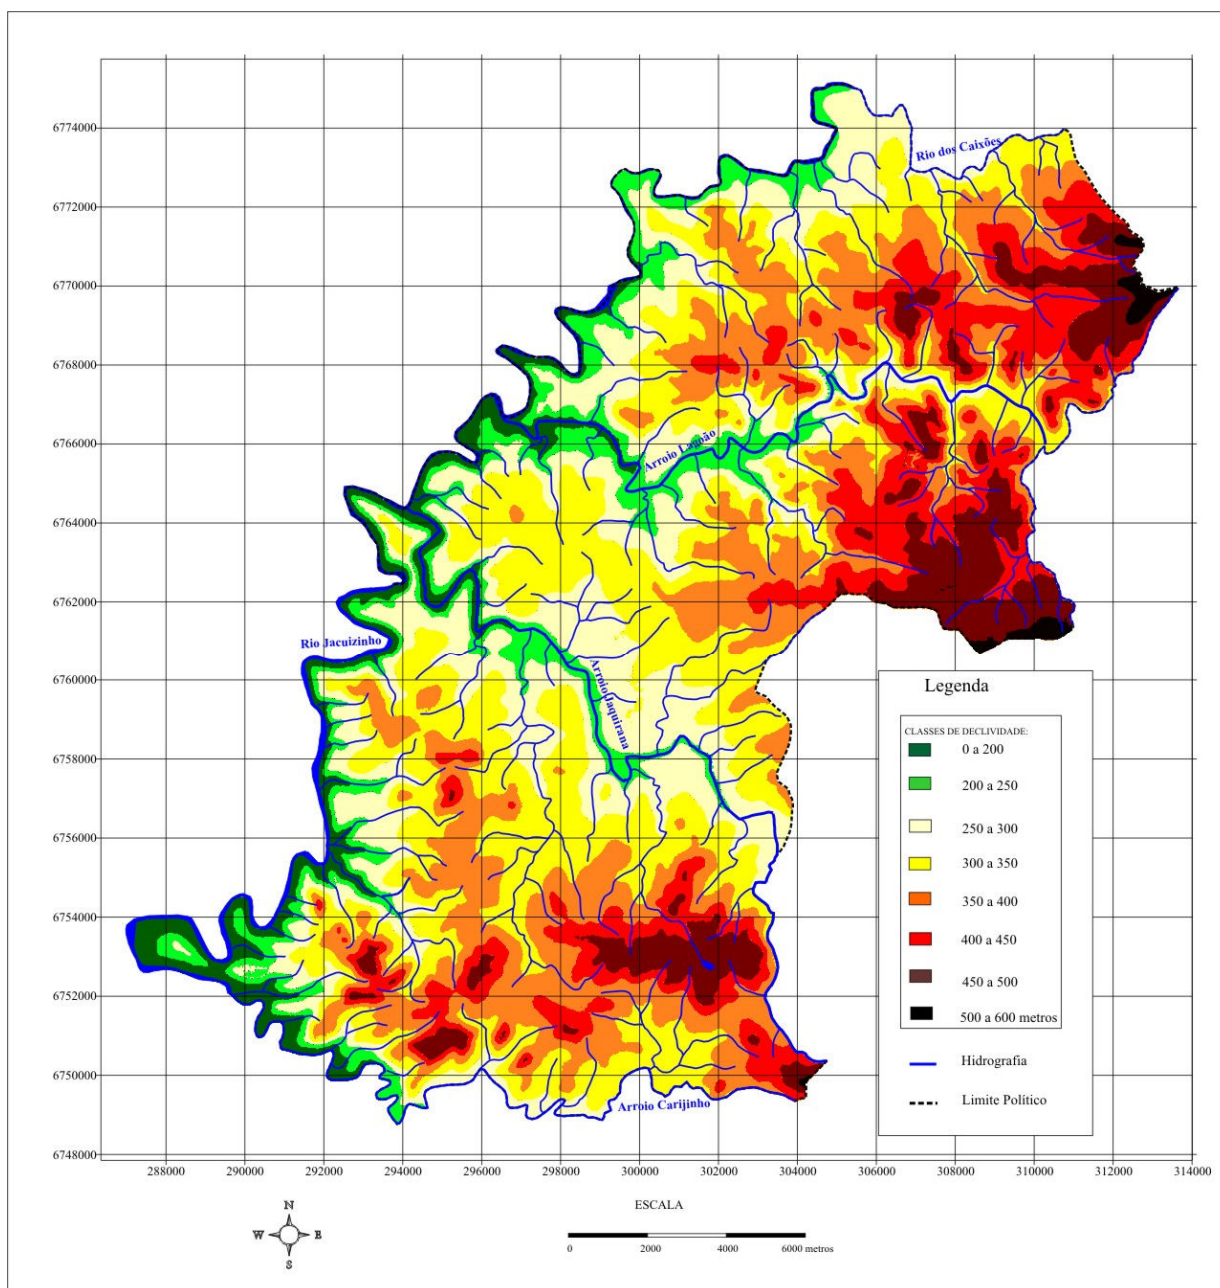 6774000
6772000
6770000
6768000
6766000
6764000
6762000
6760000
6758000
6756000
6754000
6752000
6750000
6748000
Rio dos Caixões
Arroio Lagoão
Rio Jacuizinho
Arroio Jaquirana
Arroio Carijinho
Legenda
CLASSES DE DECLIVIDADE:
0 a 200
200 a 250
250 a 300
300 a 350
350 a 400
400 a 450
450 a 500
500 a 600 metros
Hidrografia
Limite Político
288000 290000 292000 294000 296000 298000 300000 302000 304000 306000 308000 310000 312000 314000
N
W E
S
ESCALA
0 2000 4000 6000 metros